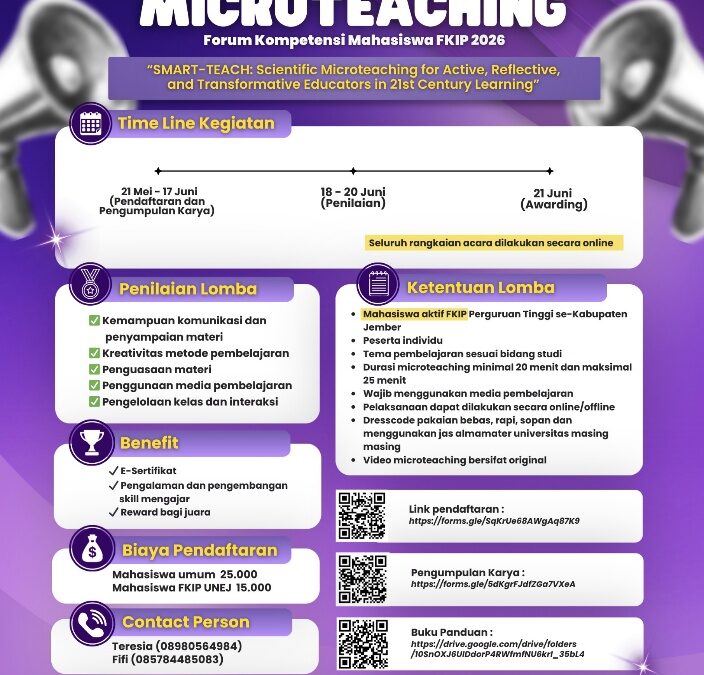 MICROTEACHING
Forum Kompetensi Mahasiswa FKIP 2026
"SMART-TEACH: Scientific Microteaching for Active, Reflective,
and Transformative Educators in 21st Century Learning"
Time Line Kegiatan
21 Mei - 17 Juni
(Pendaftaran dan
Pengumpulan Karya)
18 - 20 Juni
(Penilaian)
21 Juni
(Awarding)
Seluruh rangkaian acara dilakukan secara online
Penilaian Lomba
Kemampuan komunikasi dan
penyampaian materi
Kreativitas metode pembelajaran
Penguasaan materi
Penggunaan media pembelajaran
Pengelolaan kelas dan interaksi
Benefit
E-Sertifikat
Pengalaman dan pengembangan
skill mengajar
Reward bagi juara
Biaya Pendaftaran
Mahasiswa umum 25.000
Mahasiswa FKIP UNEJ 15.000
Contact Person
Teresia (08980564984)
Fifi (085784485083)
Ketentuan Lomba
Mahasiswa aktif FKIP Perguruan Tinggi se-Kabupaten
Jember
Peserta individu
Tema pembelajaran sesuai bidang studi
Durasi microteaching minimal 20 menit dan maksimal
25 menit
Wajib menggunakan media pembelajaran
Pelaksanaan dapat dilakukan secara online/offline
Dresscode pakaian bebas, rapi, sopan dan
menggunakan jas almamater universitas masing
masing
Video microteaching bersifat original
Link pendaftaran :
https://forms.gle/SqKrUe68AWgAq87K9
Pengumpulan Karya :
https://forms.gle/5dKgrFJdfZGa7VXeA
Buku Panduan :
https://drive.google.com/drive/folders
/10SnOXJ6UIDdorP4RWfmfNU6krI_35bL4